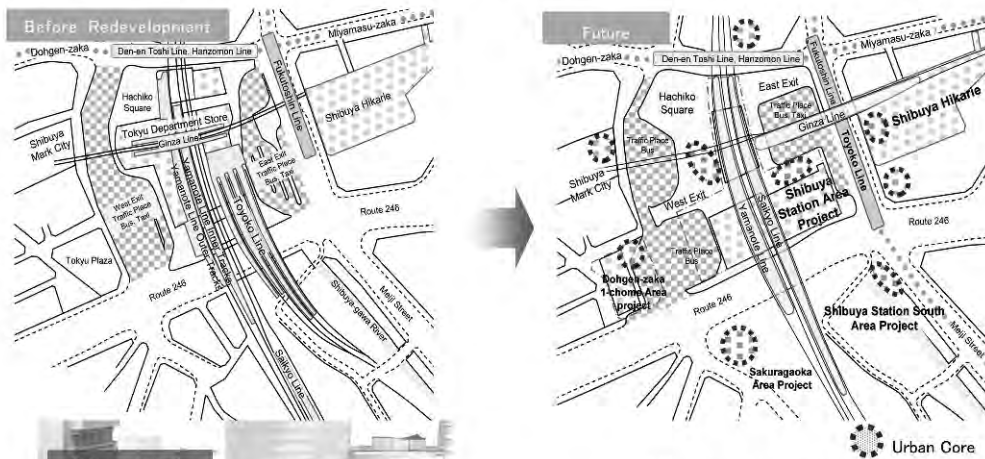 Before Redevelopment
Dohgen-zaka
Den-en Toshi Line, Hanzomon Line
Miyamasu-zaka
Fukutoshin Line
Hachiko
Square
Tokyu Department Store
Ginza Line
Shibuya Hikarie
Shibuya
Mark City
East Exit
Traffic Place
Bus, Taxi
West Exit
Traffic Place
Bus, Taxi
Yamanote Line Inner Tracks
Yamanote Line Outer Tracks
Toyoko Line
Tokyu Plaza
Route 246
Route 246
Shibuya-gawa River
Meiji Street
Saikyo Line
Future
Dohgen-zaka
Den-en Toshi Line, Hanzomon Line
Miyamasu-zaka
Fukutoshin Line
Hachiko
Square
East Exit
Traffic Place
Bus, Taxi
Ginza Line
Shibuya Hikarie
Traffic Place
Bus
Shibuya
Mark City
West Exit
Saikyo Line
Yamanote Line
Toyoko Line
Shibuya
Station Area
Project
Route 246
Traffic Place
Bus
Dohgen-zaka
1-chome Area
project
Route 246
Shibuya Station South
Area Project
Meiji Street
Sakuragaoka
Area Project
Urban Core